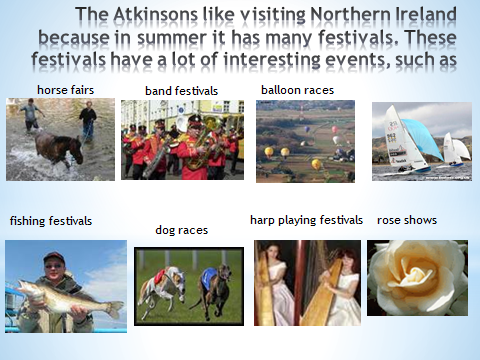 The Atkinsons like visiting Northern Ireland
because in summer it has many festivals. These
festivals have a lot of interesting events, such as
horse fairs
band festivals
balloon races
fishing festivals
dog races
harp playing festivals
rose shows